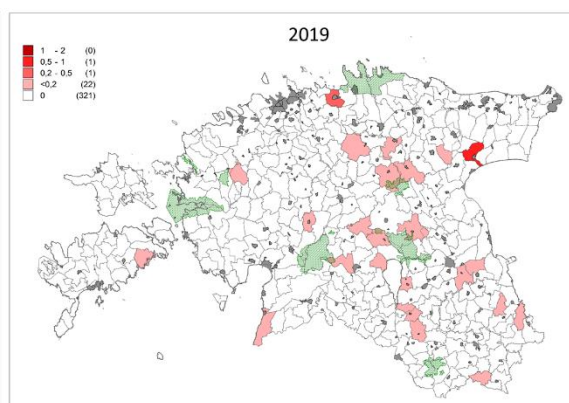 2019
1 - 2 (0)
0,5 - 1 (1)
0,2 - 0.5 (1)
<0,2 (22)
0 (321)